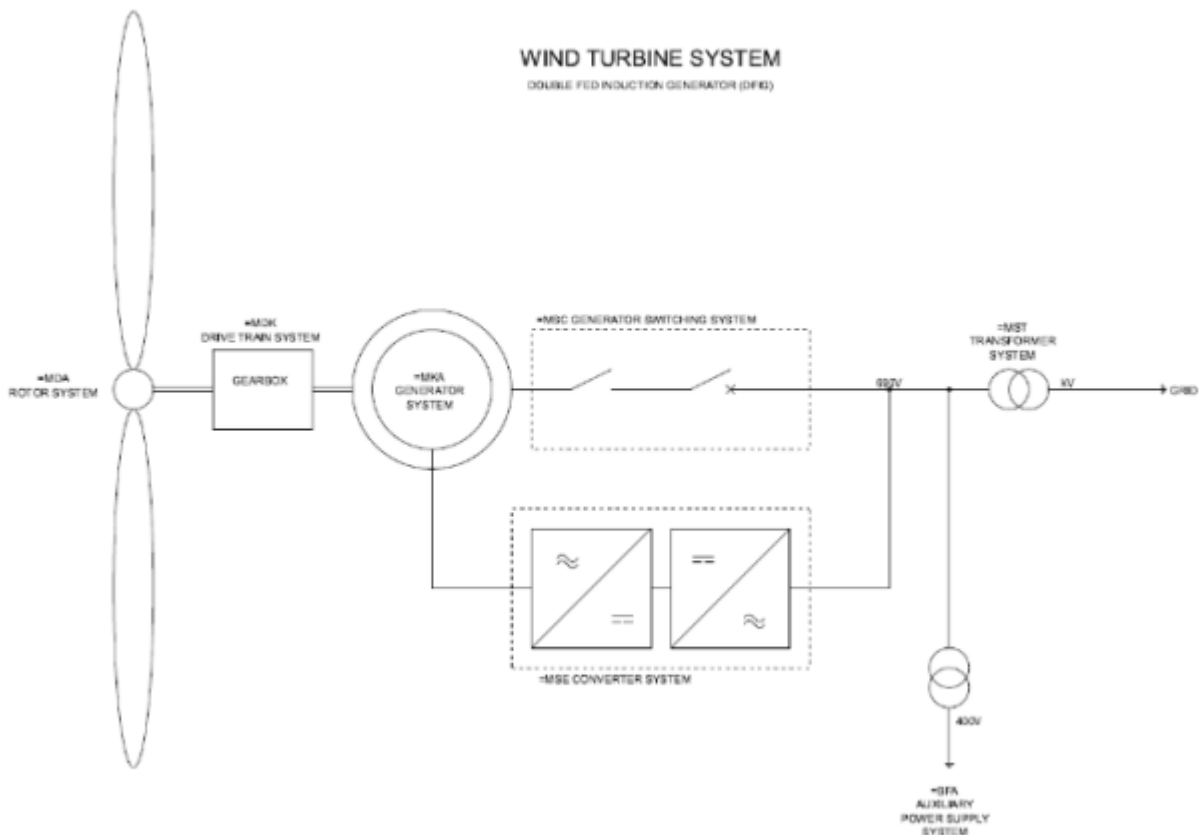 WIND TURBINE SYSTEM
DOUBLE FED INDUCTION GENERATOR (DFIG)
=MDA
ROTOR SYSTEM
=MDK
DRIVE TRAIN SYSTEM
GEARBOX
=MKA
GENERATOR
SYSTEM
=MSC GENERATOR SWITCHING SYSTEM
690V
=MST
TRANSFORMER
SYSTEM
kV
GRID
=MSE CONVERTER SYSTEM
400V
=BFA
AUXILIARY
POWER SUPPLY
SYSTEM